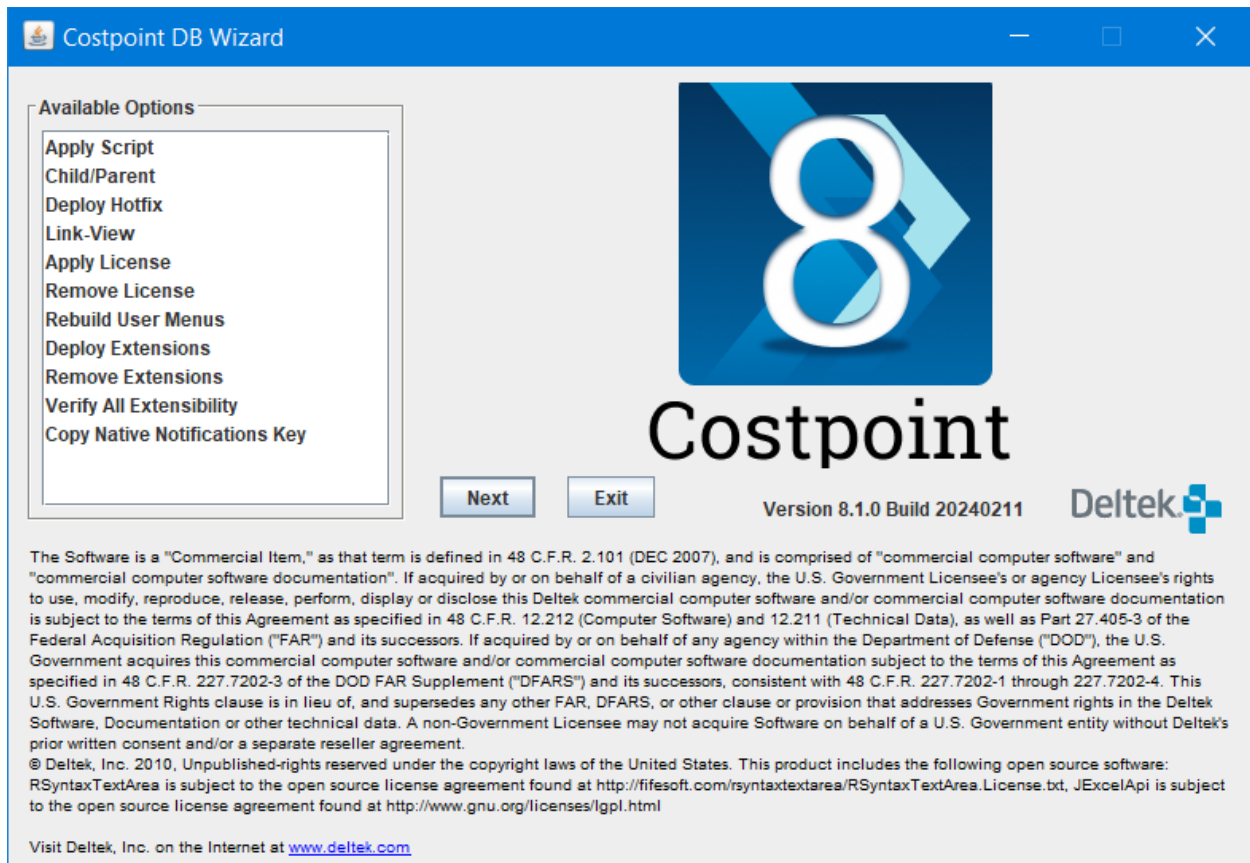 Costpoint DB Wizard
Available Options
Apply Script
Child/Parent
Deploy Hotfix
Link-View
Apply License
Remove License
Rebuild User Menus
Deploy Extensions
Remove Extensions
Verify All Extensibility
Copy Native Notifications Key
8
Costpoint
Next
Exit
Version 8.1.0 Build 20240211
Deltek.
The Software is a "Commercial Item," as that term is defined in 48 C.F.R. 2.101 (DEC 2007), and is comprised of "commercial computer software" and
"commercial computer software documentation". If acquired by or on behalf of a civilian agency, the U.S. Government Licensee's or agency Licensee's rights
to use, modify, reproduce, release, perform, display or disclose this Deltek commercial computer software and/or commercial computer software documentation
is subject to the terms of this Agreement as specified in 48 C.F.R. 12.212 (Computer Software) and 12.211 (Technical Data), as well as Part 27.405-3 of the
Federal Acquisition Regulation ("FAR") and its successors. If acquired by or on behalf of any agency within the Department of Defense ("DOD"), the U.S.
Government acquires this commercial computer software and/or commercial computer software documentation subject to the terms of this Agreement as
specified in 48 C.F.R. 227.7202-3 of the DOD FAR Supplement ("DFARS") and its successors, consistent with 48 C.F.R. 227.7202-1 through 227.7202-4. This
U.S. Government Rights clause is in lieu of, and supersedes any other FAR, DFARS, or other clause or provision that addresses Government rights in the Deltek
Software, Documentation or other technical data. A non-Government Licensee may not acquire Software on behalf of a U.S. Government entity without Deltek's
prior written consent and/or a separate reseller agreement.
© Deltek, Inc. 2010, Unpublished-rights reserved under the copyright laws of the United States. This product includes the following open source software:
RSyntaxTextArea is subject to the open source license agreement found at http://fifesoft.com/rsyntaxtextarea/RSyntaxTextArea.License.txt, JExcelApi is subject
to the open source license agreement found at http://www.gnu.org/licenses/lgpl.html
Visit Deltek, Inc. on the Internet at www.deltek.com